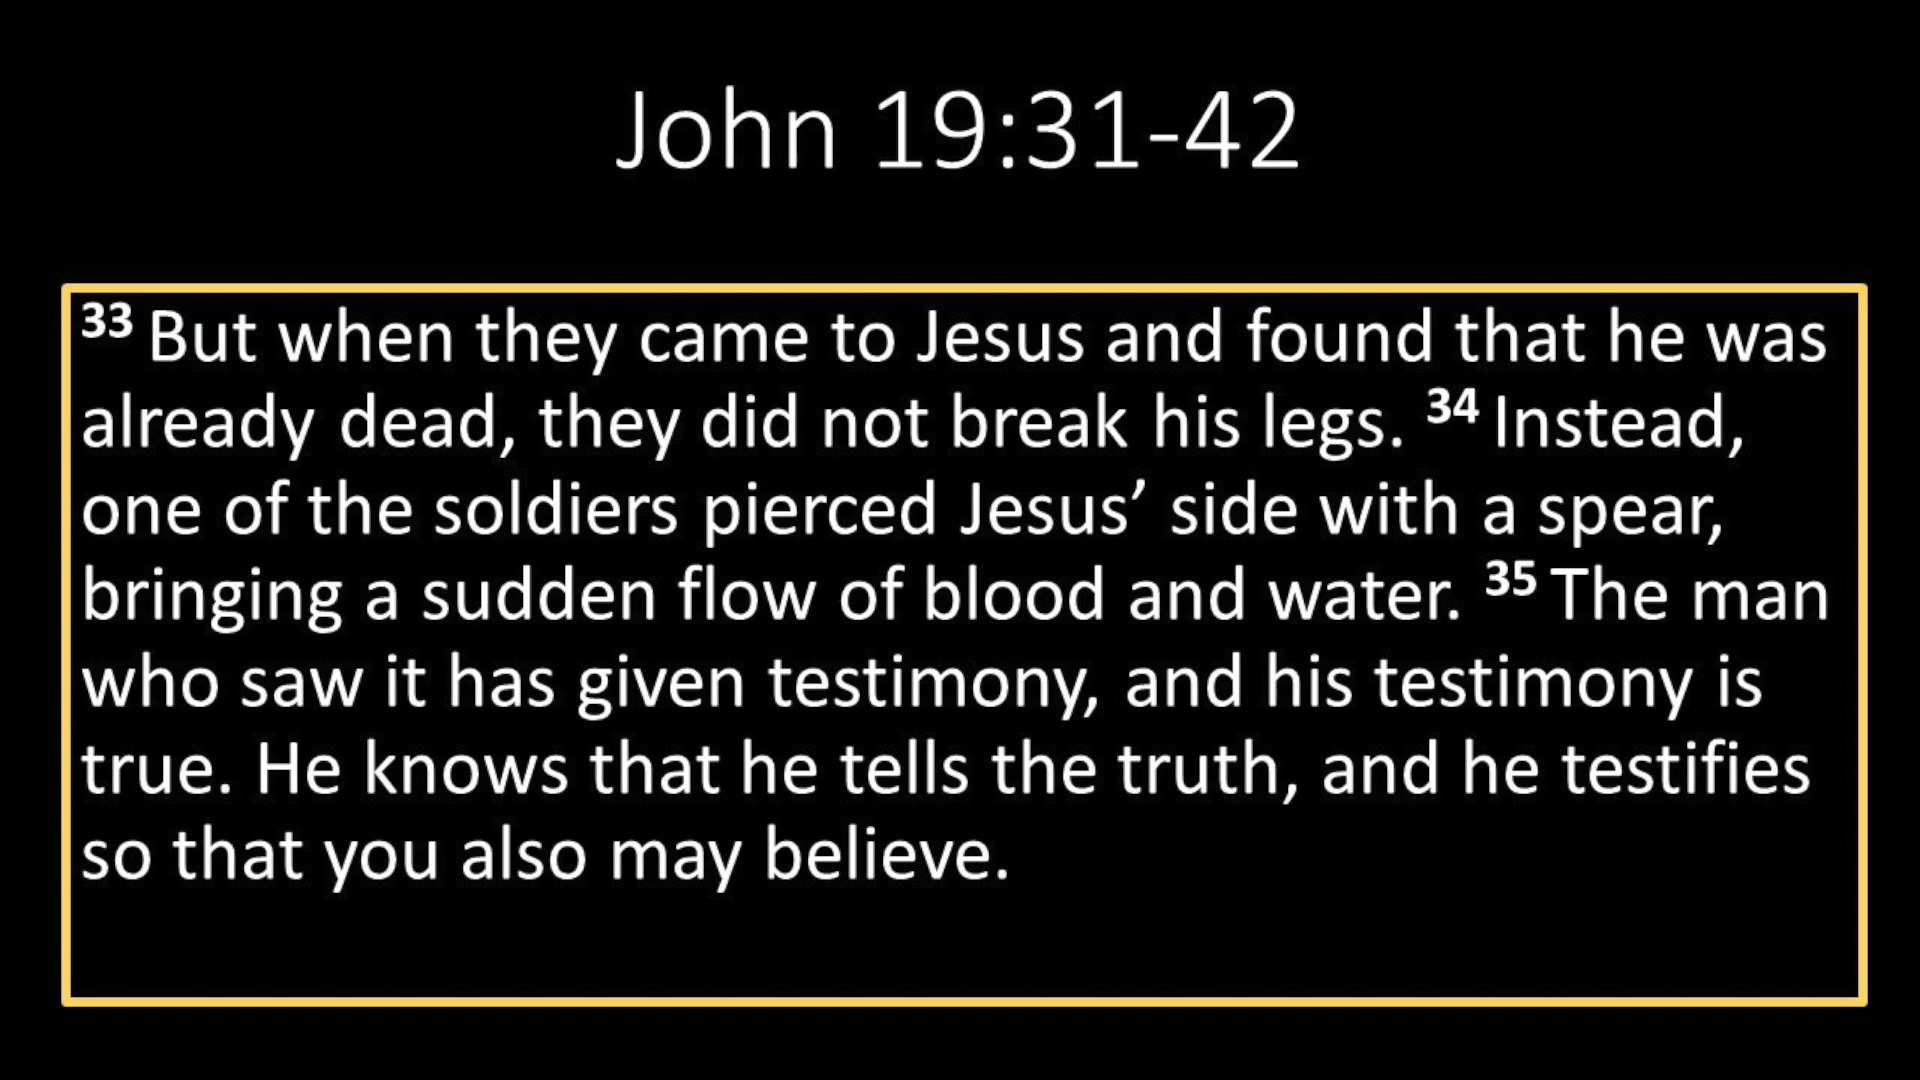 John 19:31-42
33 But when they came to Jesus and found that he was
already dead, they did not break his legs. 34 Instead,
one of the soldiers pierced Jesus’ side with a spear,
bringing a sudden flow of blood and water. 35 The man
who saw it has given testimony, and his testimony is
true. He knows that he tells the truth, and he testifies
so that you also may believe.